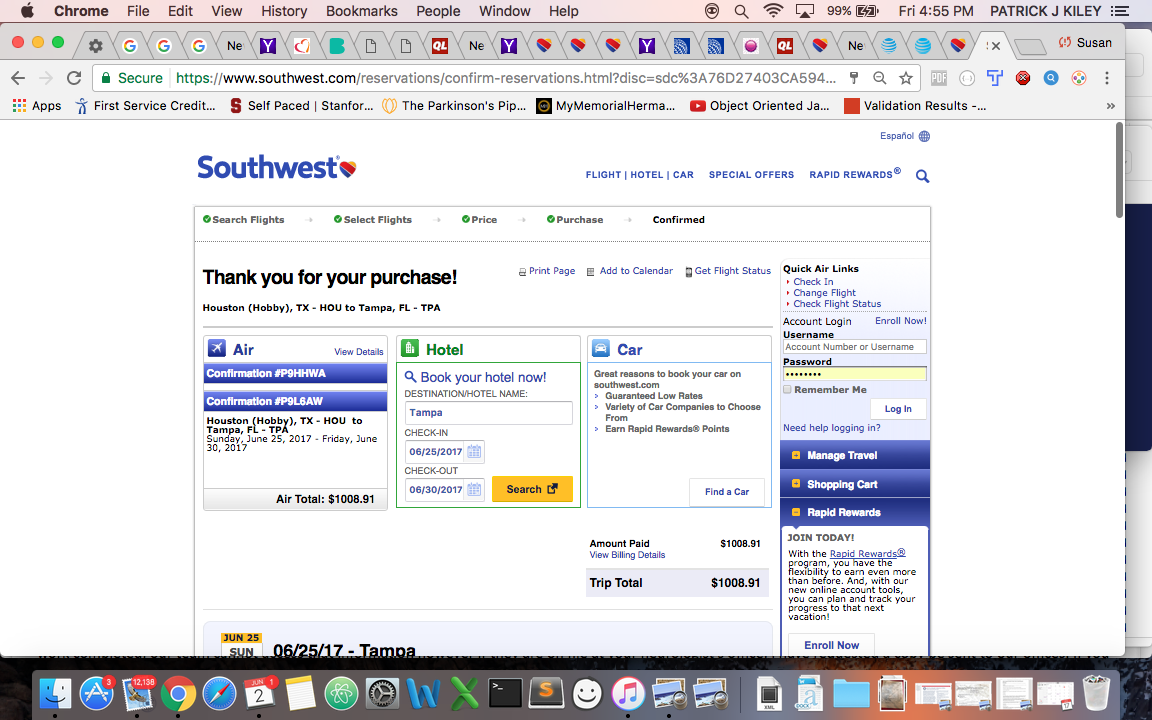 Chrome File Edit View History Bookmarks People Window Help 99% Fri 4:55 PM PATRICK J KILEY
Ne QL Ne QL Ne Susan
Secure https://www.southwest.com/reservations/confirm-reservations.html?disc=sdc%3A76D27403CA594... PDF
Apps First Service Credit... Self Paced | Stanfor... The Parkinson's Pip... MyMemorialHerma... Object Oriented Ja... Validation Results -... »
Español
Southwest
FLIGHT | HOTEL | CAR SPECIAL OFFERS RAPID REWARDS®
Search Flights Select Flights Price Purchase Confirmed
Thank you for your purchase!
Print Page Add to Calendar Get Flight Status
Houston (Hobby), TX - HOU to Tampa, FL - TPA
Air View Details
Confirmation #P9HHWA
Confirmation #P9L6AW
Houston (Hobby), TX - HOU to
Tampa, FL - TPA
Sunday, June 25, 2017 - Friday, June
30, 2017
Air Total: $1008.91
Hotel
Book your hotel now!
DESTINATION/HOTEL NAME:
Tampa
CHECK-IN
06/25/2017
CHECK-OUT
06/30/2017 Search
Car
Great reasons to book your car on
southwest.com
Guaranteed Low Rates
Variety of Car Companies to Choose
From
Earn Rapid Rewards® Points
Find a Car
Amount Paid $1008.91
View Billing Details
Trip Total $1008.91
JUN 25
SUN 06/25/17 - Tampa
Quick Air Links
Check In
Change Flight
Check Flight Status
Account Login Enroll Now!
Username
Account Number or Username
Password
••••••••
Remember Me
Log In
Need help logging in?
Manage Travel
Shopping Cart
Rapid Rewards
JOIN TODAY!
With the Rapid Rewards®
program, you have the
flexibility to earn even more
than before. And, with our
new online account tools,
you can plan and track your
progress to that next
vacation!
Enroll Now
3 12,138 JUN 2 1 XML DOCX 17